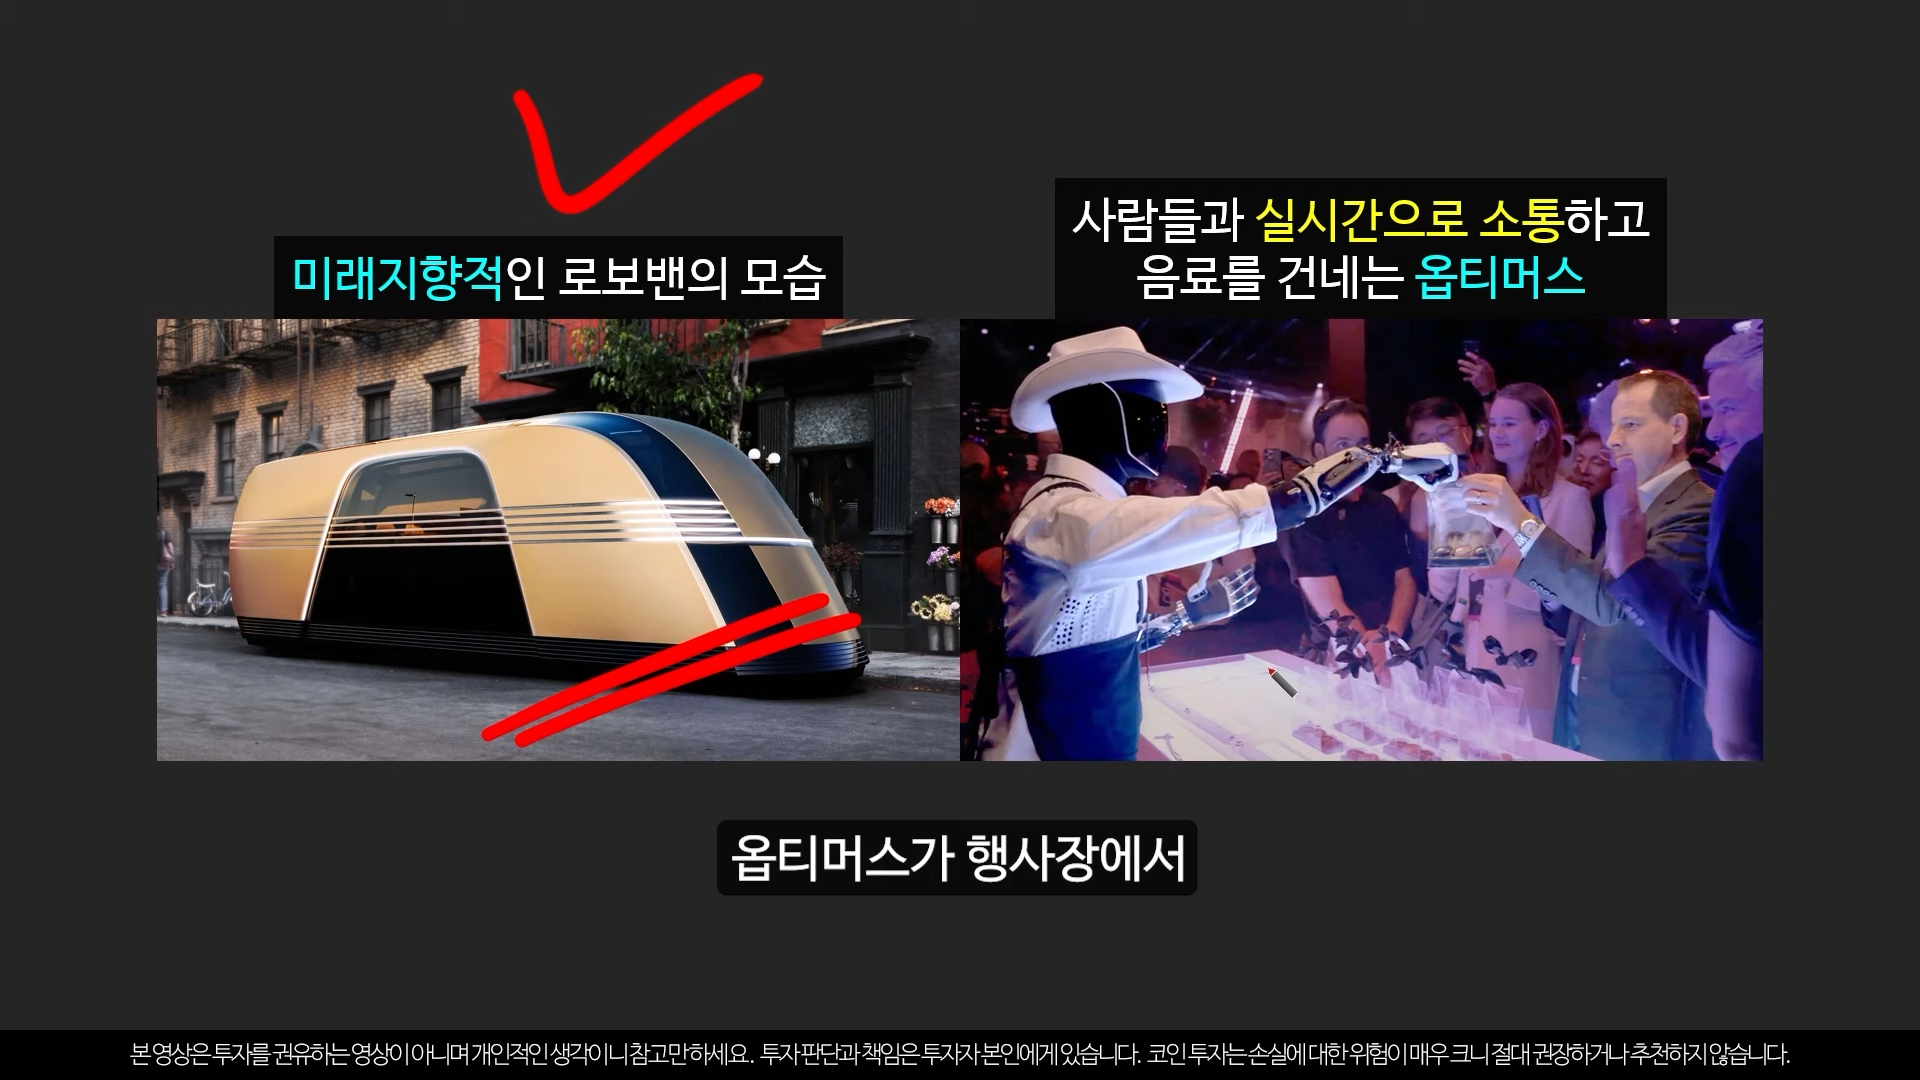 미래지향적인 로보밴의 모습
사람들과 실시간으로 소통하고
음료를 건네는 옵티머스
옵티머스가 행사장에서
본 영상은 투자를 권유하는 영상이 아니며 개인적인 생각이니 참고만 하세요. 투자 판단과 책임은 투자자 본인에게 있습니다. 코인 투자는 손실에 대한 위험이 매우 크니 절대 권장하거나 추천하지 않습니다.